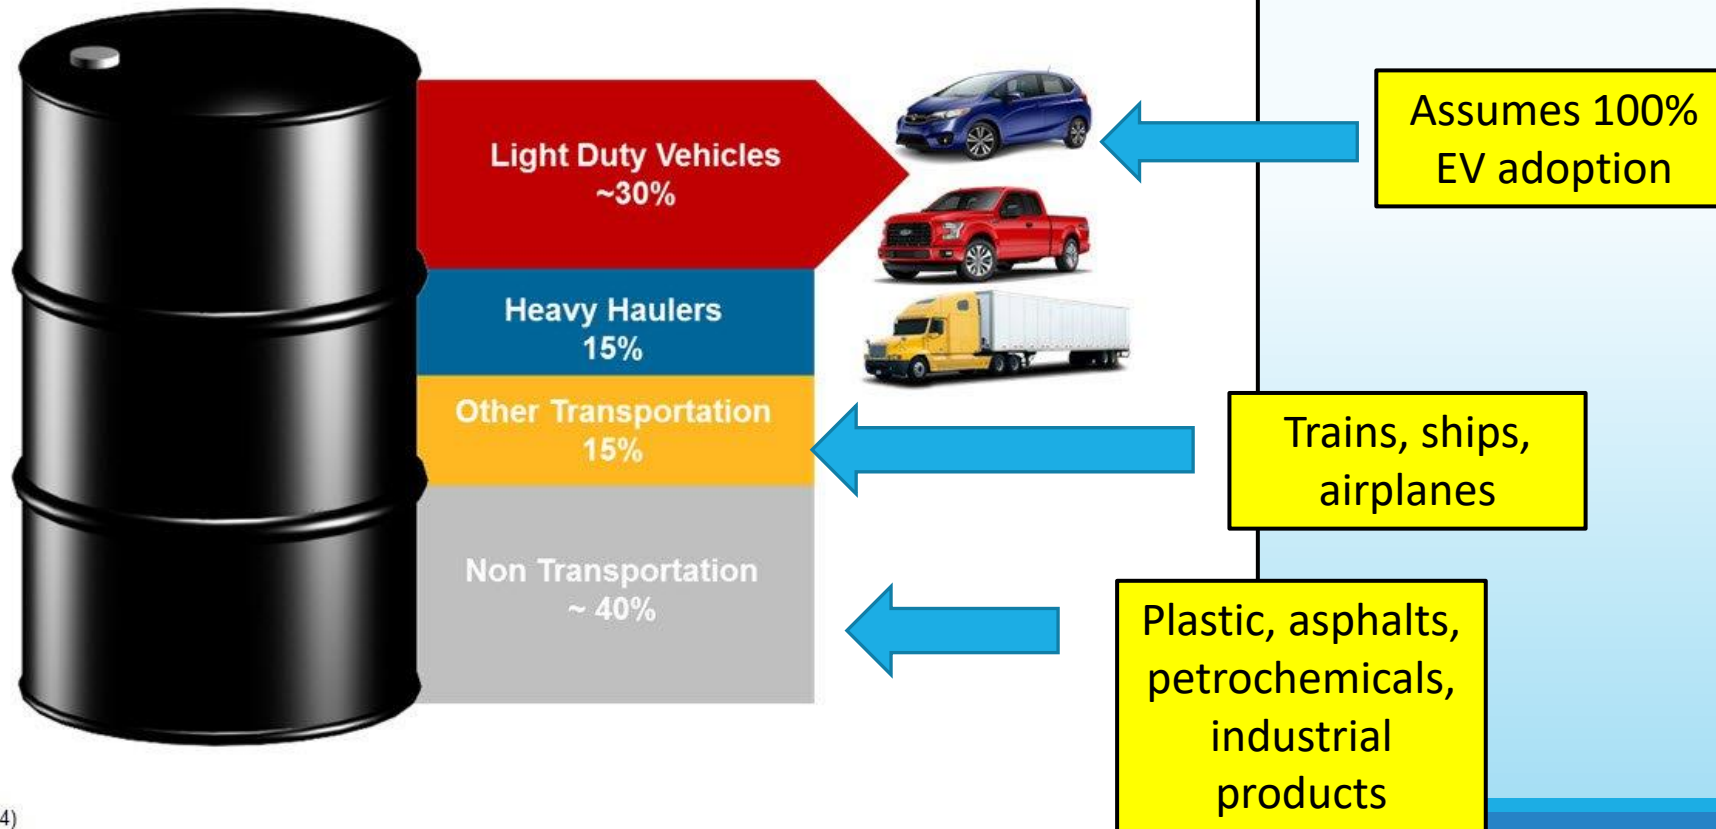 Light Duty Vehicles
~30%
Assumes 100%
EV adoption
Heavy Haulers
15%
Other Transportation
15%
Trains, ships,
airplanes
Non Transportation
~ 40%
Plastic, asphalts,
petrochemicals,
industrial
products
4)